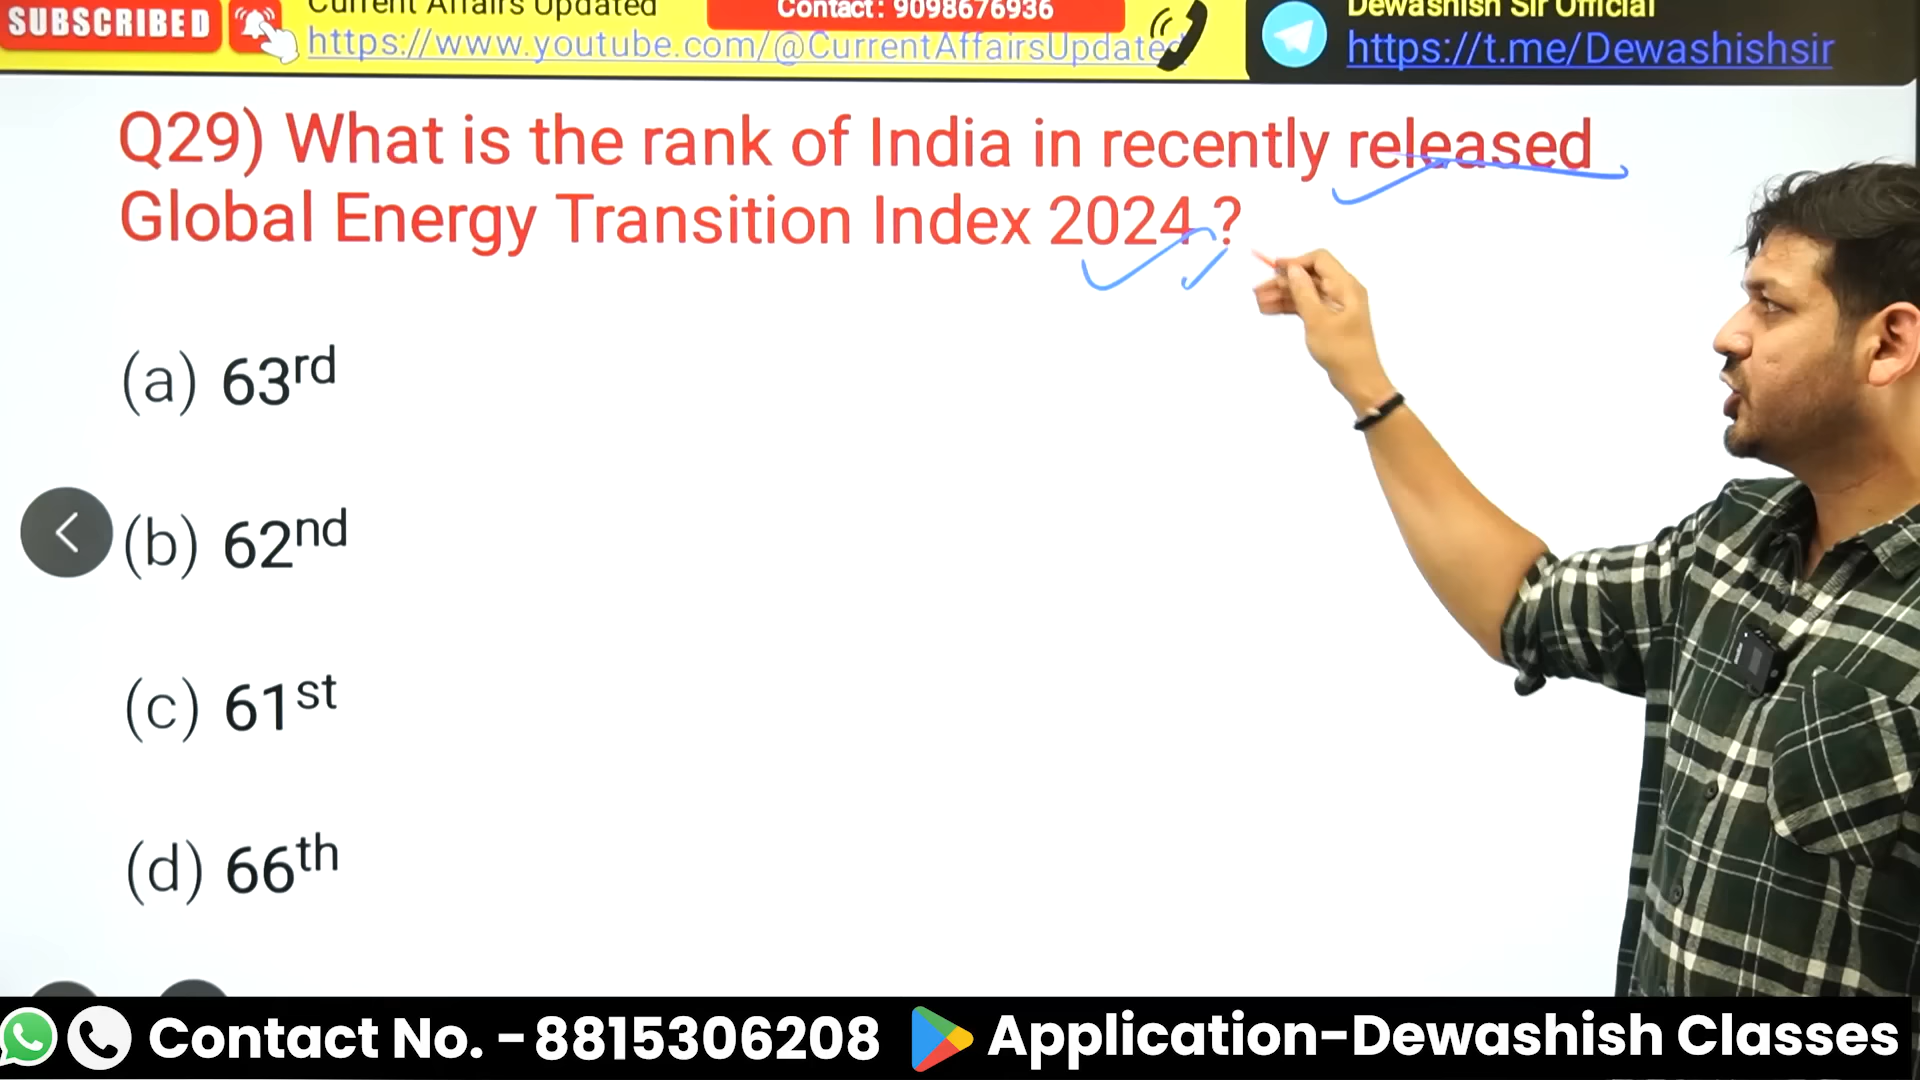 SUBSCRIBED
Current Affairs Updated
https://www.youtube.com/@CurrentAffairsUpdated
Contact : 9098676936
Dewashish Sir Official
https://t.me/Dewashishsir
Q29) What is the rank of India in recently released
Global Energy Transition Index 2024 ?
(a) 63rd
(b) 62nd
(c) 61st
(d) 66th
Contact No. - 8815306208
Application-Dewashish Classes